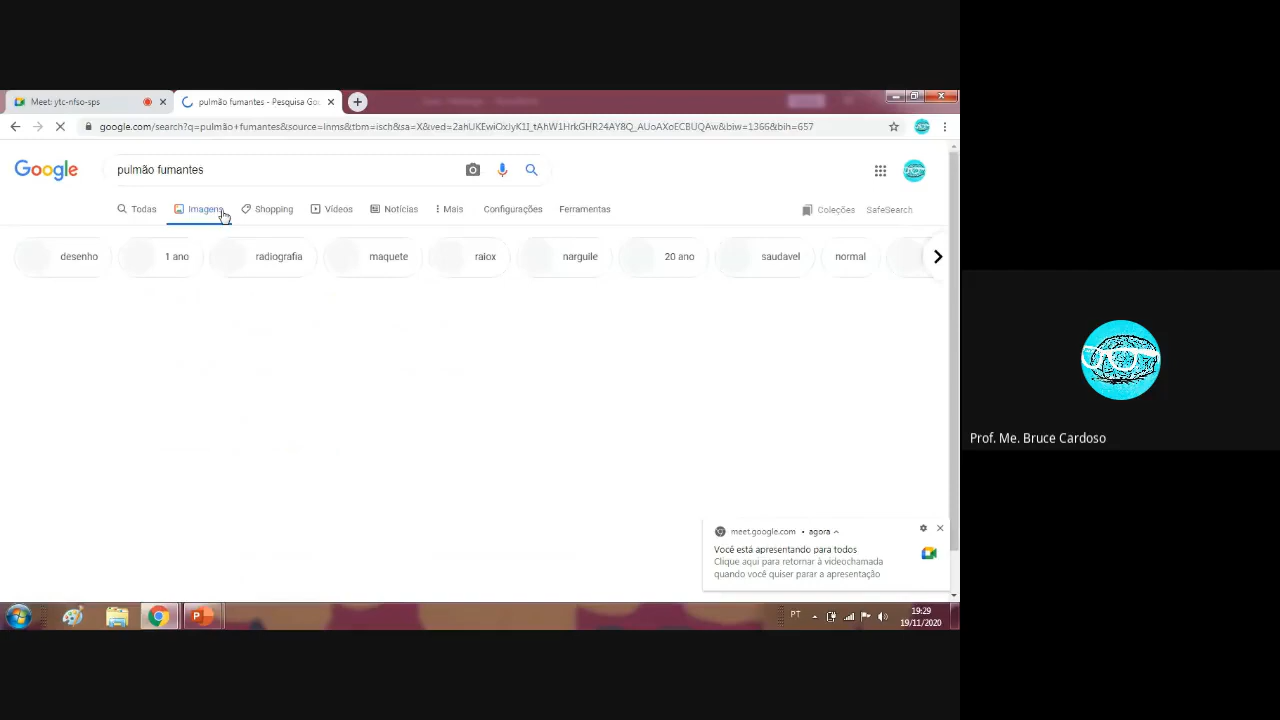 Meet: ytc-nfso-sps
pulmão fumantes - Pesquisa Go
google.com/search?q=pulmão+fumantes&source=lnms&tbm=isch&sa=X&ved=2ahUKEwiOxJyK1J_tAhW1HrkGHR24AY8Q_AUoAXoECBUQAw&biw=1366&bih=657
Google
pulmão fumantes
Todas
Imagens
Shopping
Vídeos
Notícias
Mais
Configurações
Ferramentas
Coleções
SafeSearch
desenho
1 ano
radiografia
maquete
raiox
narguile
20 ano
saudavel
normal
Prof. Me. Bruce Cardoso
meet.google.com • agora
Você está apresentando para todos
Clique aqui para retornar à videochamada
quando você quiser parar a apresentação
PT
19:29
19/11/2020